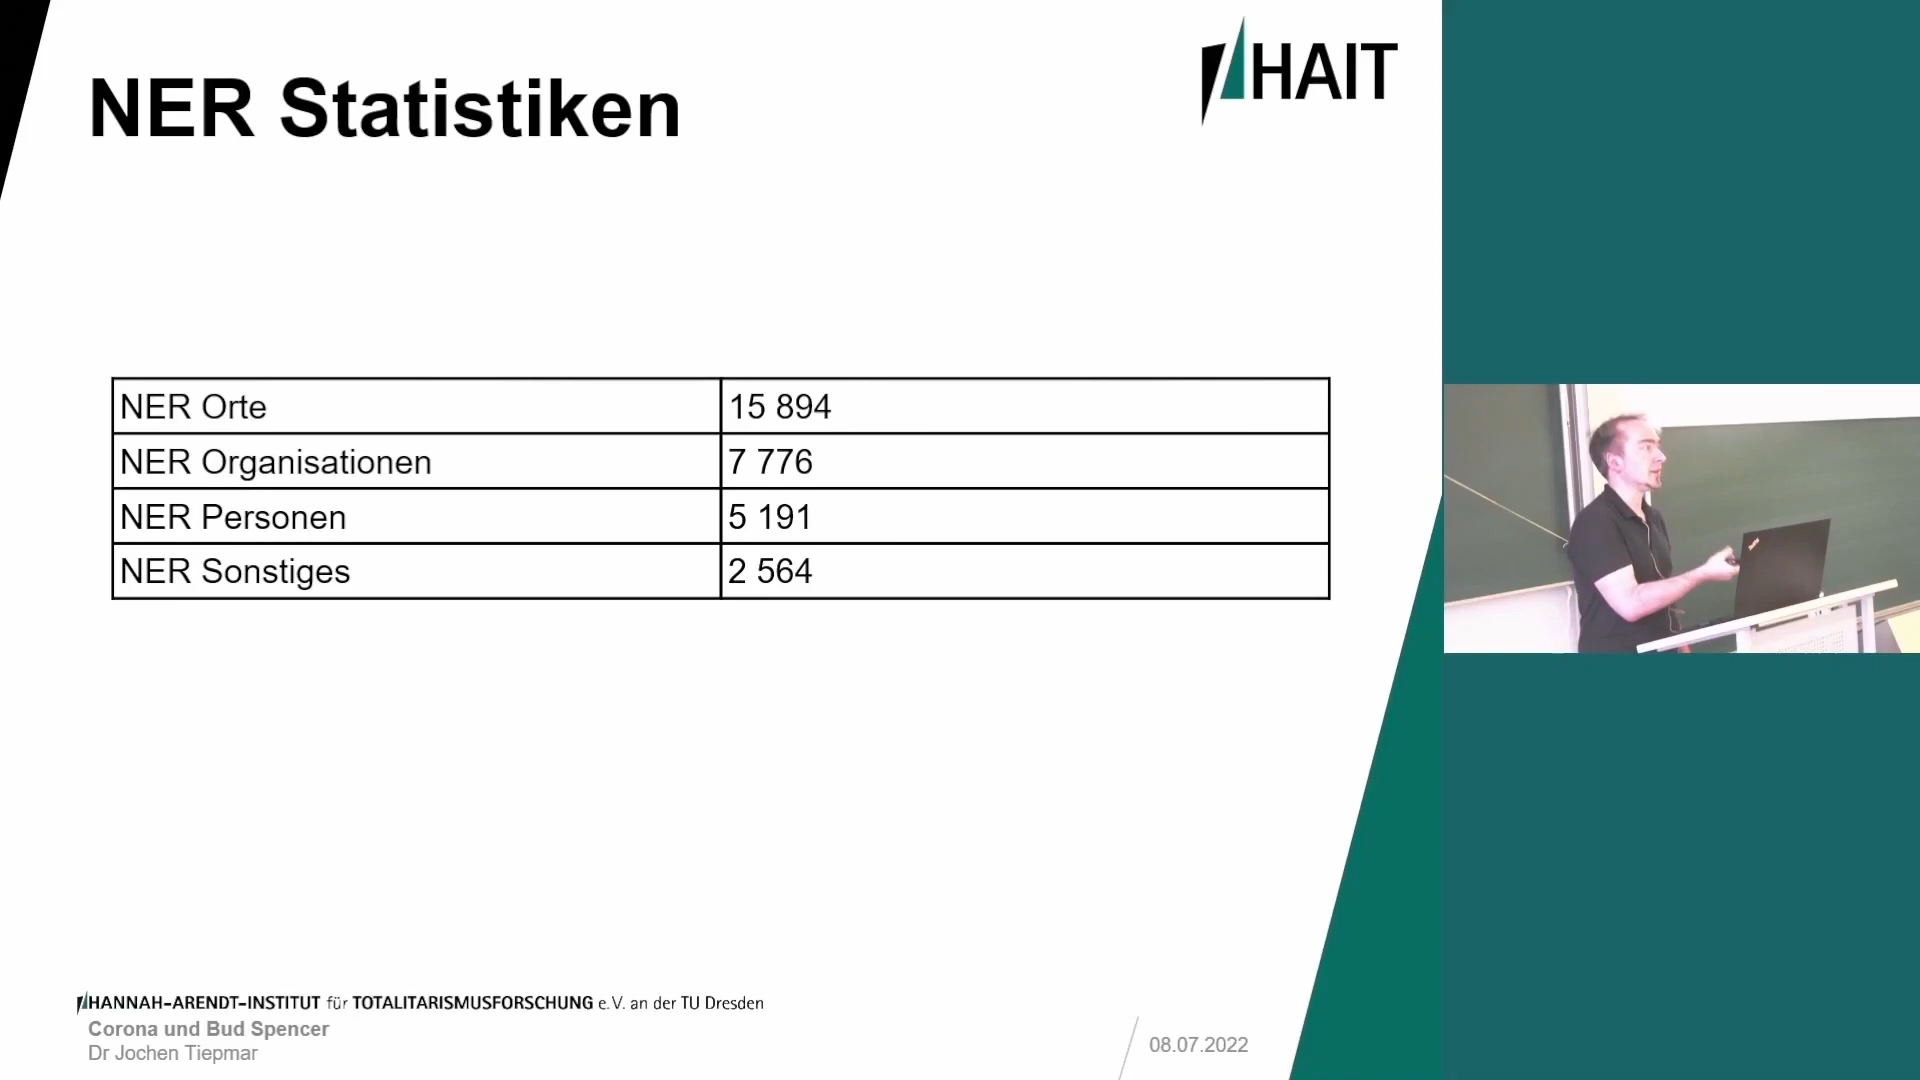 HAIT
NER Statistiken
NER Orte 15 894
NER Organisationen 7 776
NER Personen 5 191
NER Sonstiges 2 564
HANNAH-ARENDT-INSTITUT für TOTALITARISMUSFORSCHUNG e.V. an der TU Dresden
Corona und Bud Spencer
Dr Jochen Tiepmar
08.07.2022